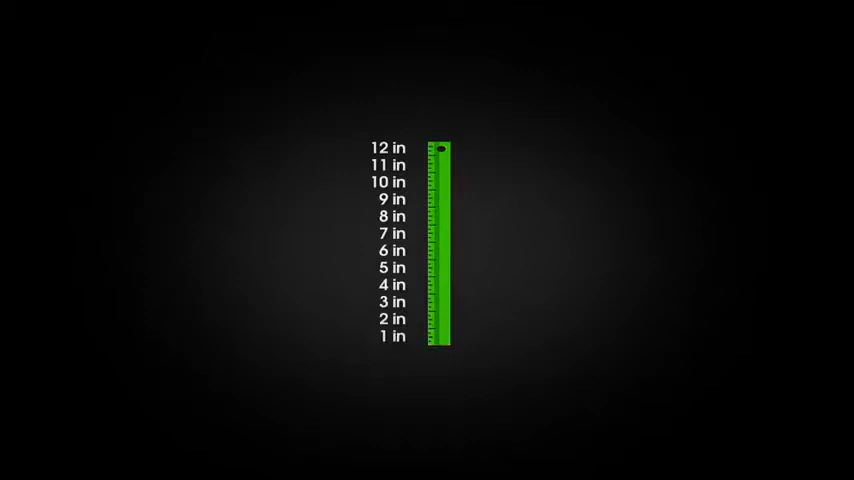 12 in
11 in
10 in
9 in
8 in
7 in
6 in
5 in
4 in
3 in
2 in
1 in